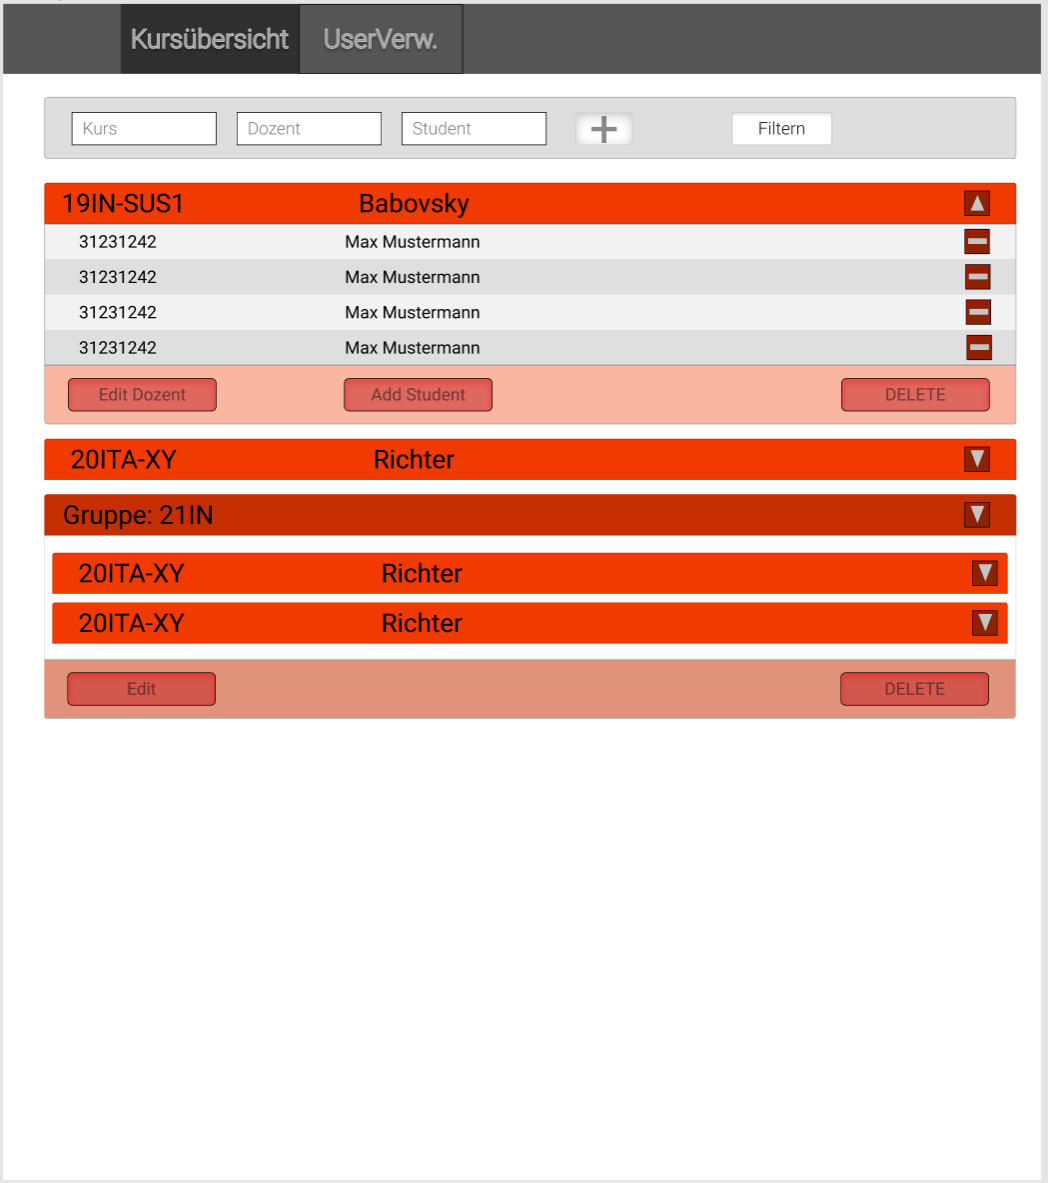 Kursübersicht UserVerw.
Kurs Dozent Student Filtern
19IN-SUS1 Babovsky
31231242 Max Mustermann
31231242 Max Mustermann
31231242 Max Mustermann
31231242 Max Mustermann
Edit Dozent Add Student DELETE
20ITA-XY Richter
Gruppe: 21IN
20ITA-XY Richter
20ITA-XY Richter
Edit DELETE